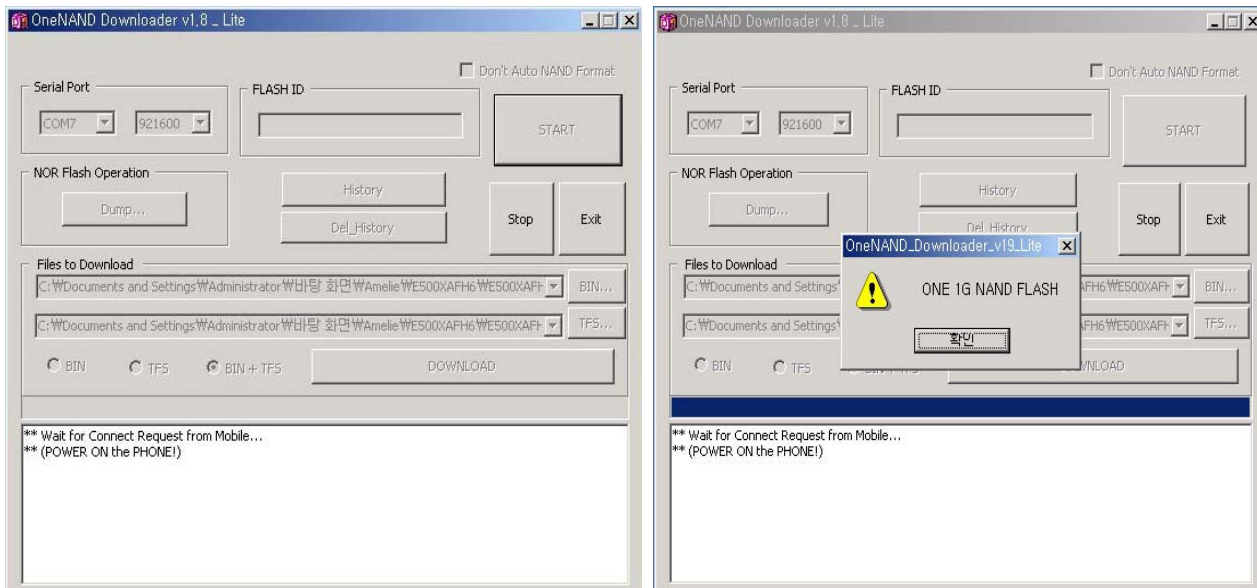 OneNAND Downloader v1,8 _ Lite
Don't Auto NAND Format
Serial Port
FLASH ID
COM7
921600
START
NOR Flash Operation
Dump...
History
Del_History
Stop
Exit
Files to Download
C:₩Documents and Settings₩Administrator₩바탕 화면₩Amelie₩E500XAFH6₩E500XAFH
BIN...
C:₩Documents and Settings₩Administrator₩바탕 화면₩Amelie₩E500XAFH6₩E500XAFH
TFS...
BIN
TFS
BIN + TFS
DOWNLOAD
** Wait for Connect Request from Mobile...
** (POWER ON the PHONE!)
OneNAND Downloader v1,8 _ Lite
Don't Auto NAND Format
Serial Port
FLASH ID
COM7
921600
START
NOR Flash Operation
Dump...
History
Del_History
Stop
Exit
OneNAND_Downloader_v19_Lite
ONE 1G NAND FLASH
확인
Files to Download
C:₩Documents and Settings₩ AFH6₩E500XAFH
BIN...
C:₩Documents and Settings₩ AFH6₩E500XAFH
TFS...
BIN
TFS
** Wait for Connect Request from Mobile...
** (POWER ON the PHONE!)